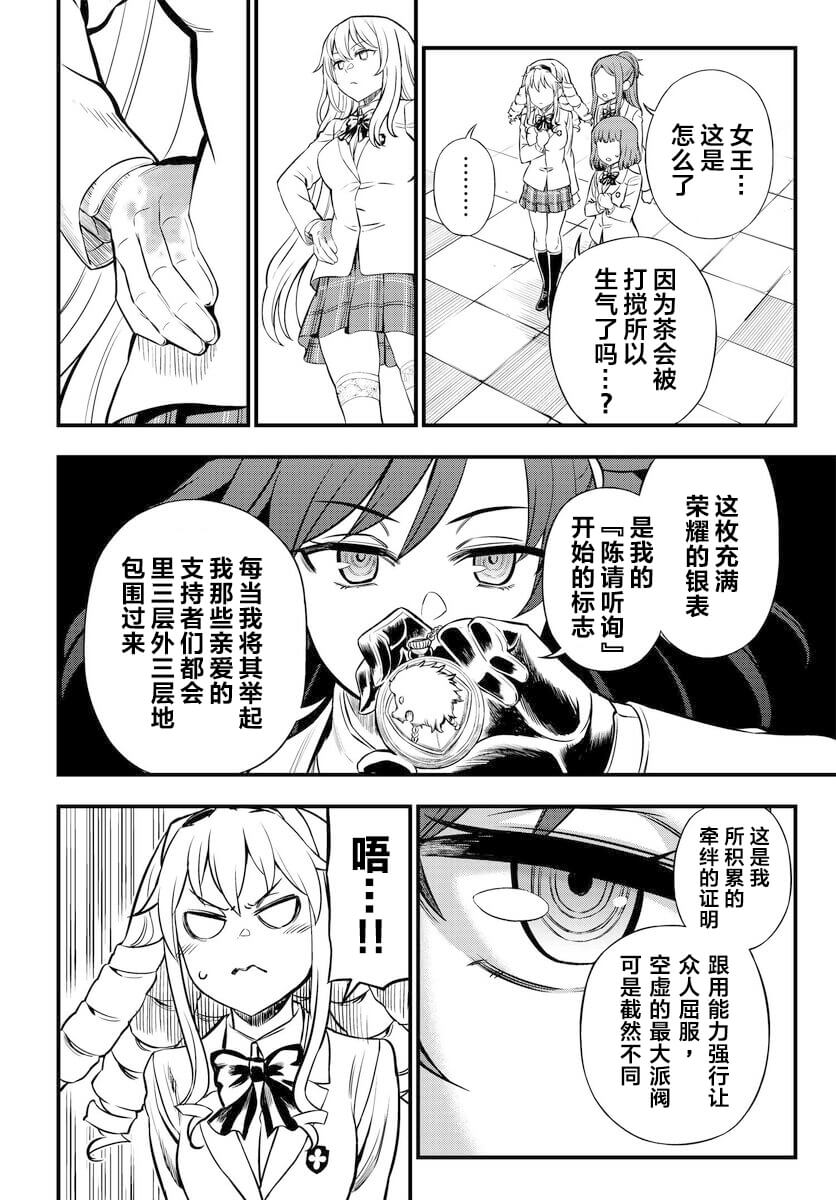 女王…
这是
怎么了
………
因为茶会被
打搅所以
生气了吗…?
这枚充满
荣耀的银表
是我的
『陈请听询』
开始的标志
每当我将其举起
我那些亲爱的
支持者们都会
里三层外三层地
包围过来
这是我
所积累的
牵绊的证明
跟用能力强行让
众人屈服，
空虚的最大派阀
可是截然不同
唔…!!